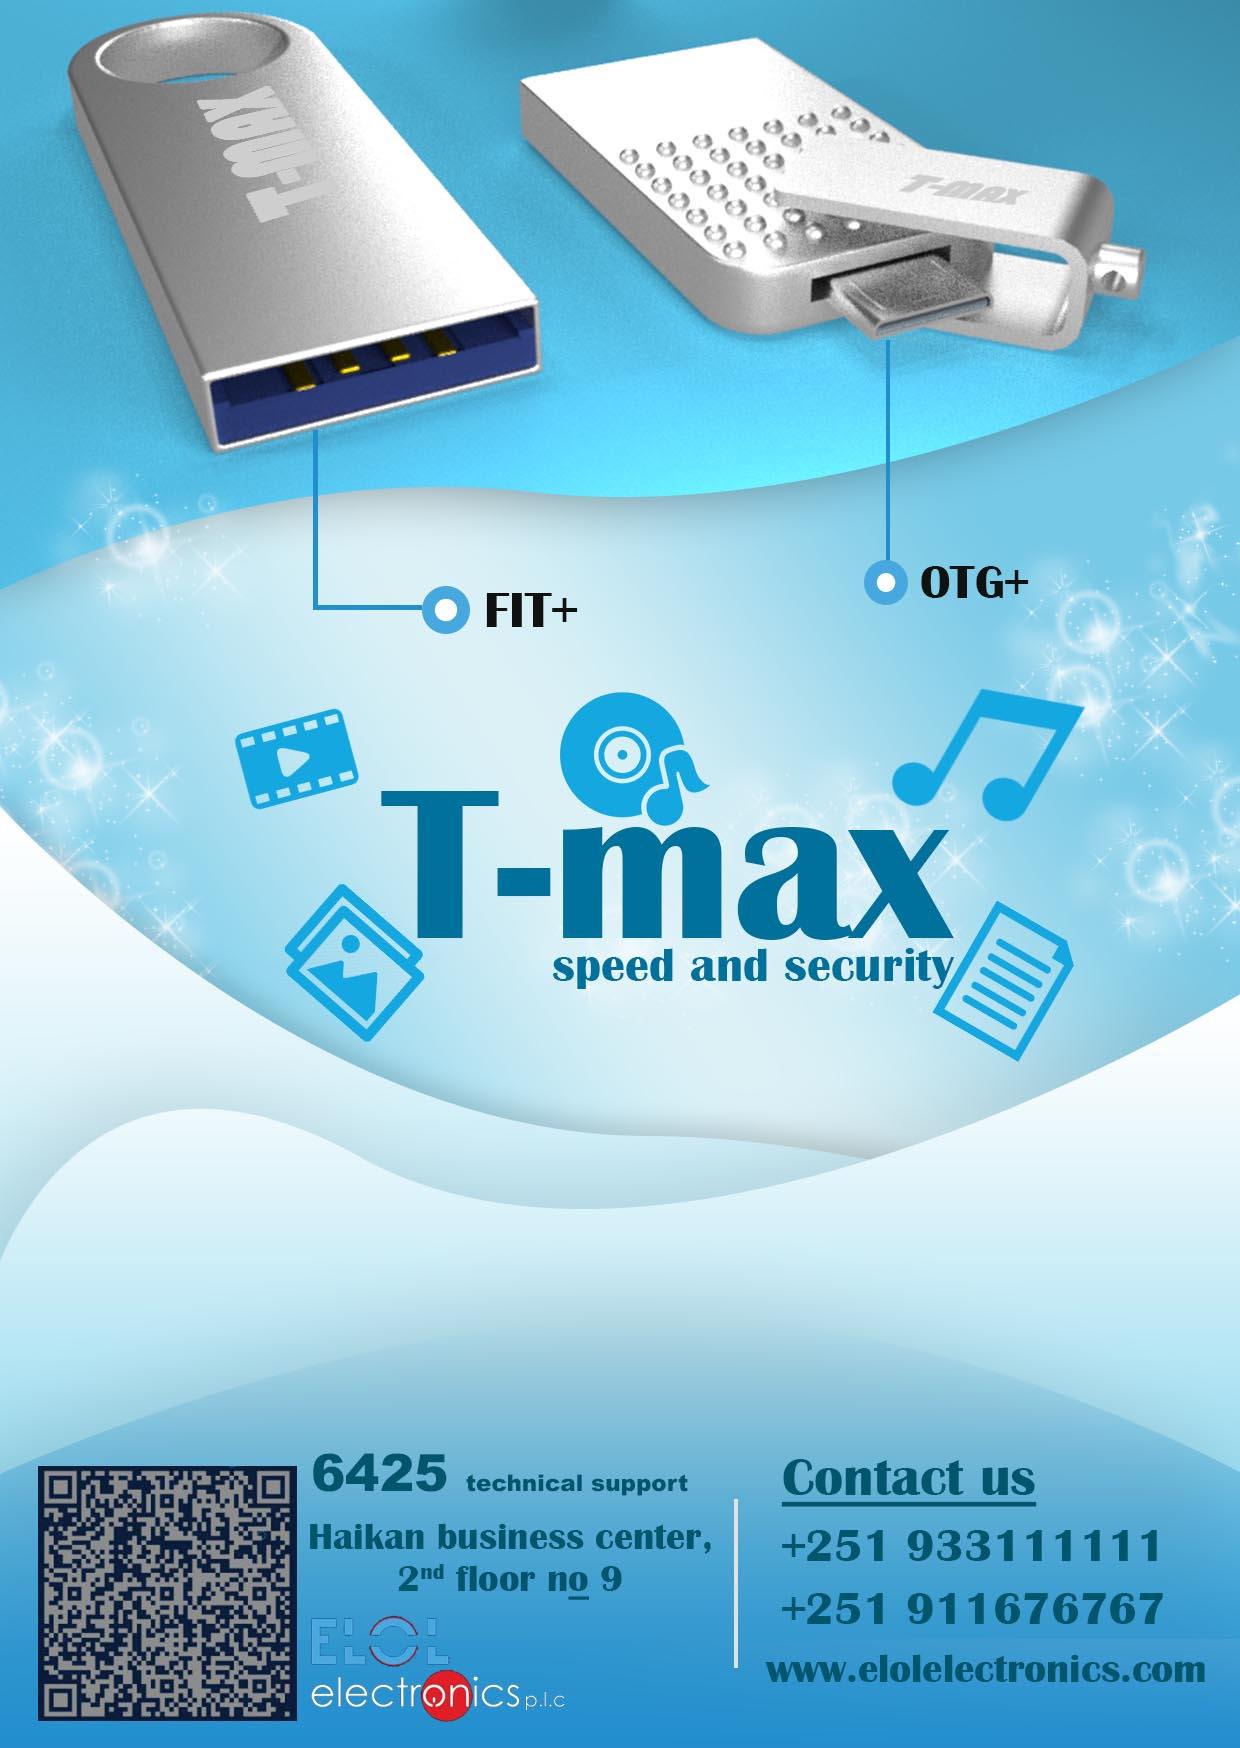 T-MAX
T-MAX
FIT+
OTG+
T-max
speed and security
6425 technical support
Haikan business center,
2nd floor no 9
ELOL
electronics p.l.c
Contact us
+251 933111111
+251 911676767
www.elolelectronics.com